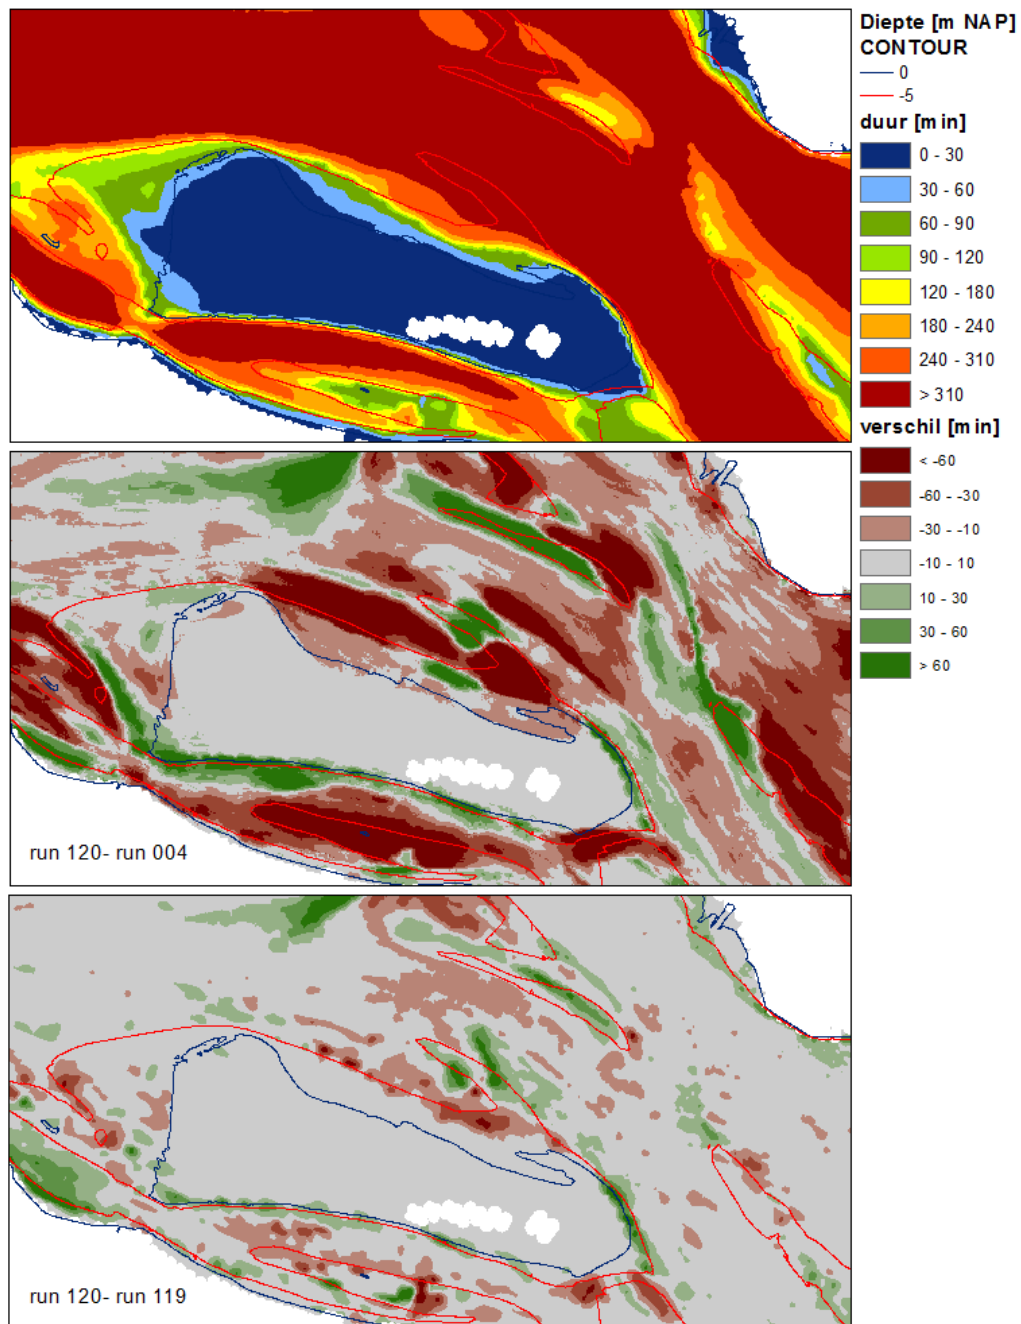 Diepte [m NAP]
CONTOUR
0
-5
duur [min]
0 - 30
30 - 60
60 - 90
90 - 120
120 - 180
180 - 240
240 - 310
> 310
verschil [min]
< -60
-60 - -30
-30 - -10
-10 - 10
10 - 30
30 - 60
> 60
run 120- run 004
run 120- run 119